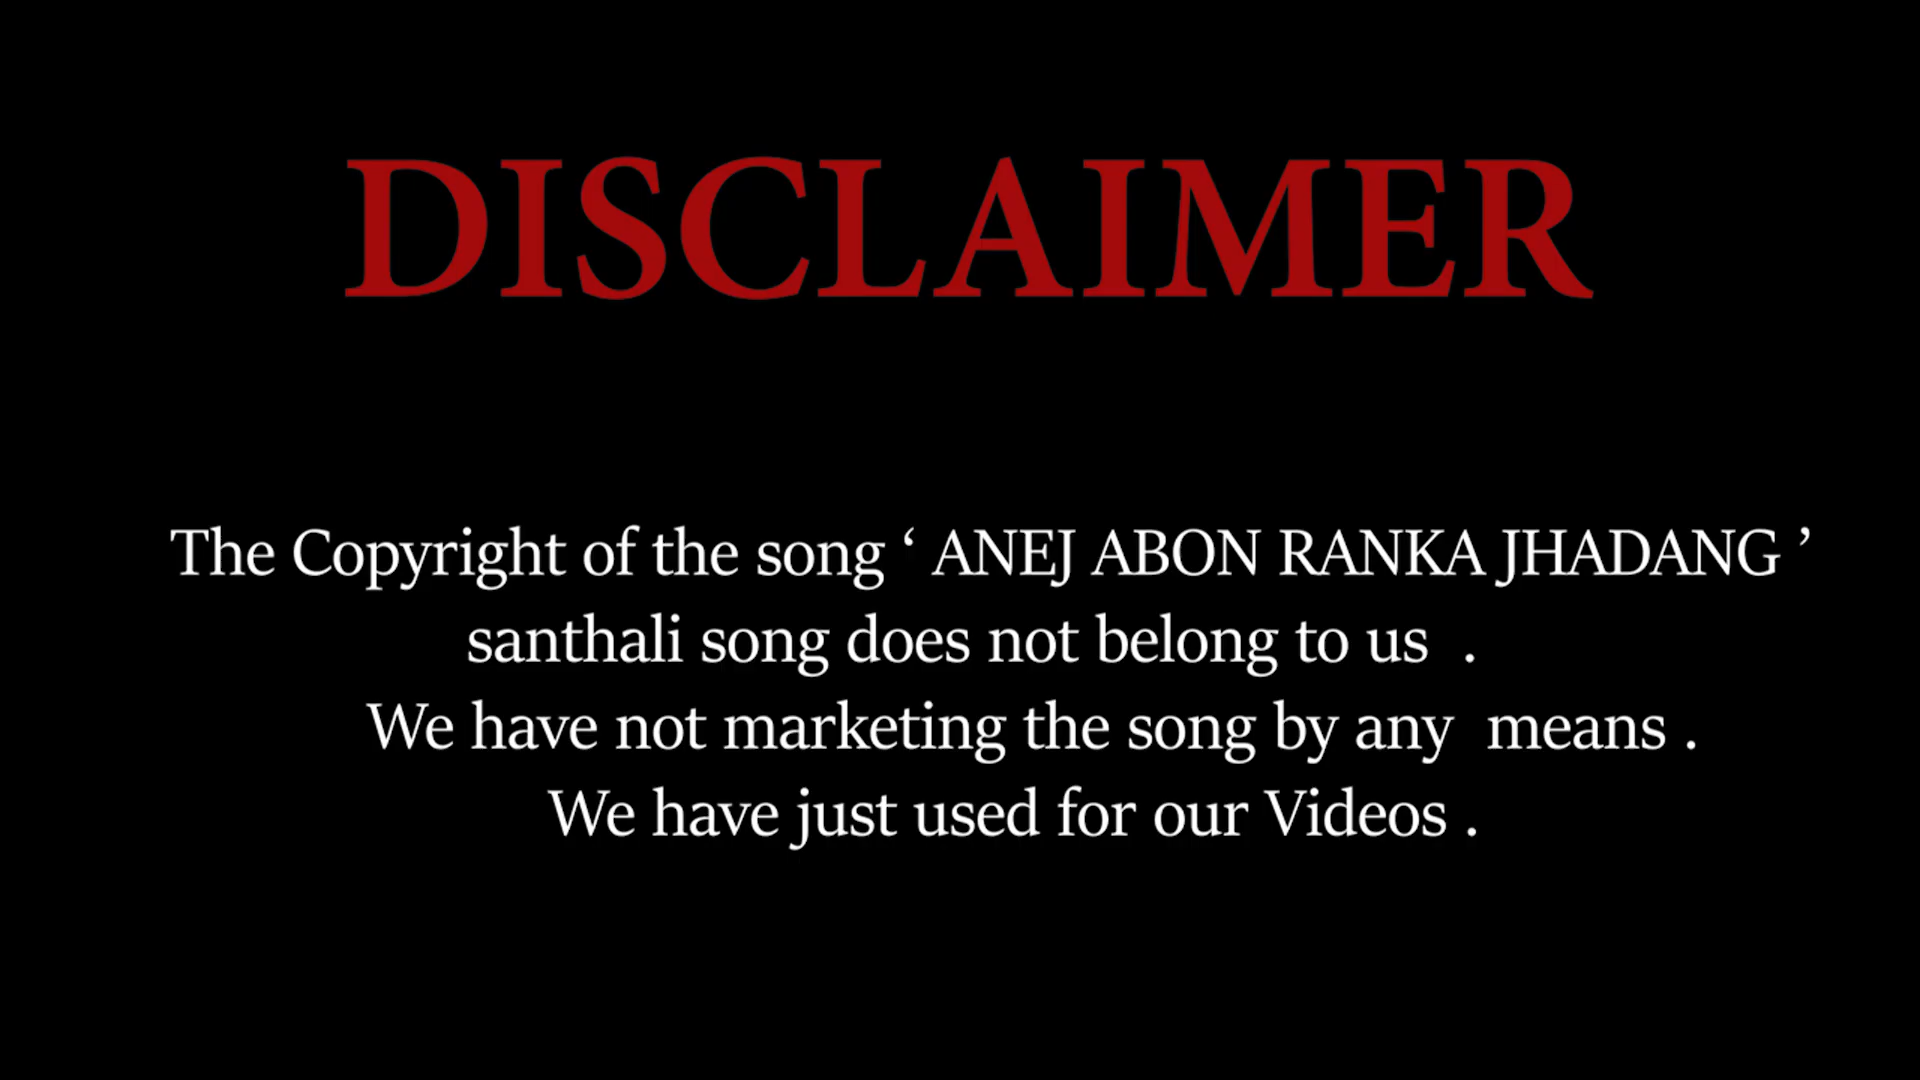 DISCLAIMER
The Copyright of the song ‘ ANEJ ABON RANKA JHADANG ’
santhali song does not belong to us .
We have not marketing the song by any means .
We have just used for our Videos .